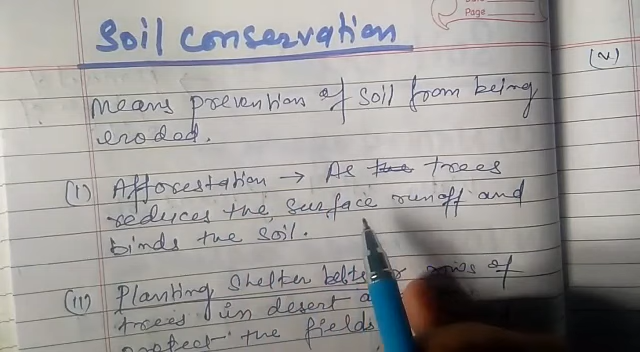 Page
Soil Conservation
(V)
Means prevention of soil from being
eroded.
(I) Afforestation → As trees
reduces the surface runoff and
binds the soil.
(II) Planting Shelter belts or rows of
trees in desert
the fields